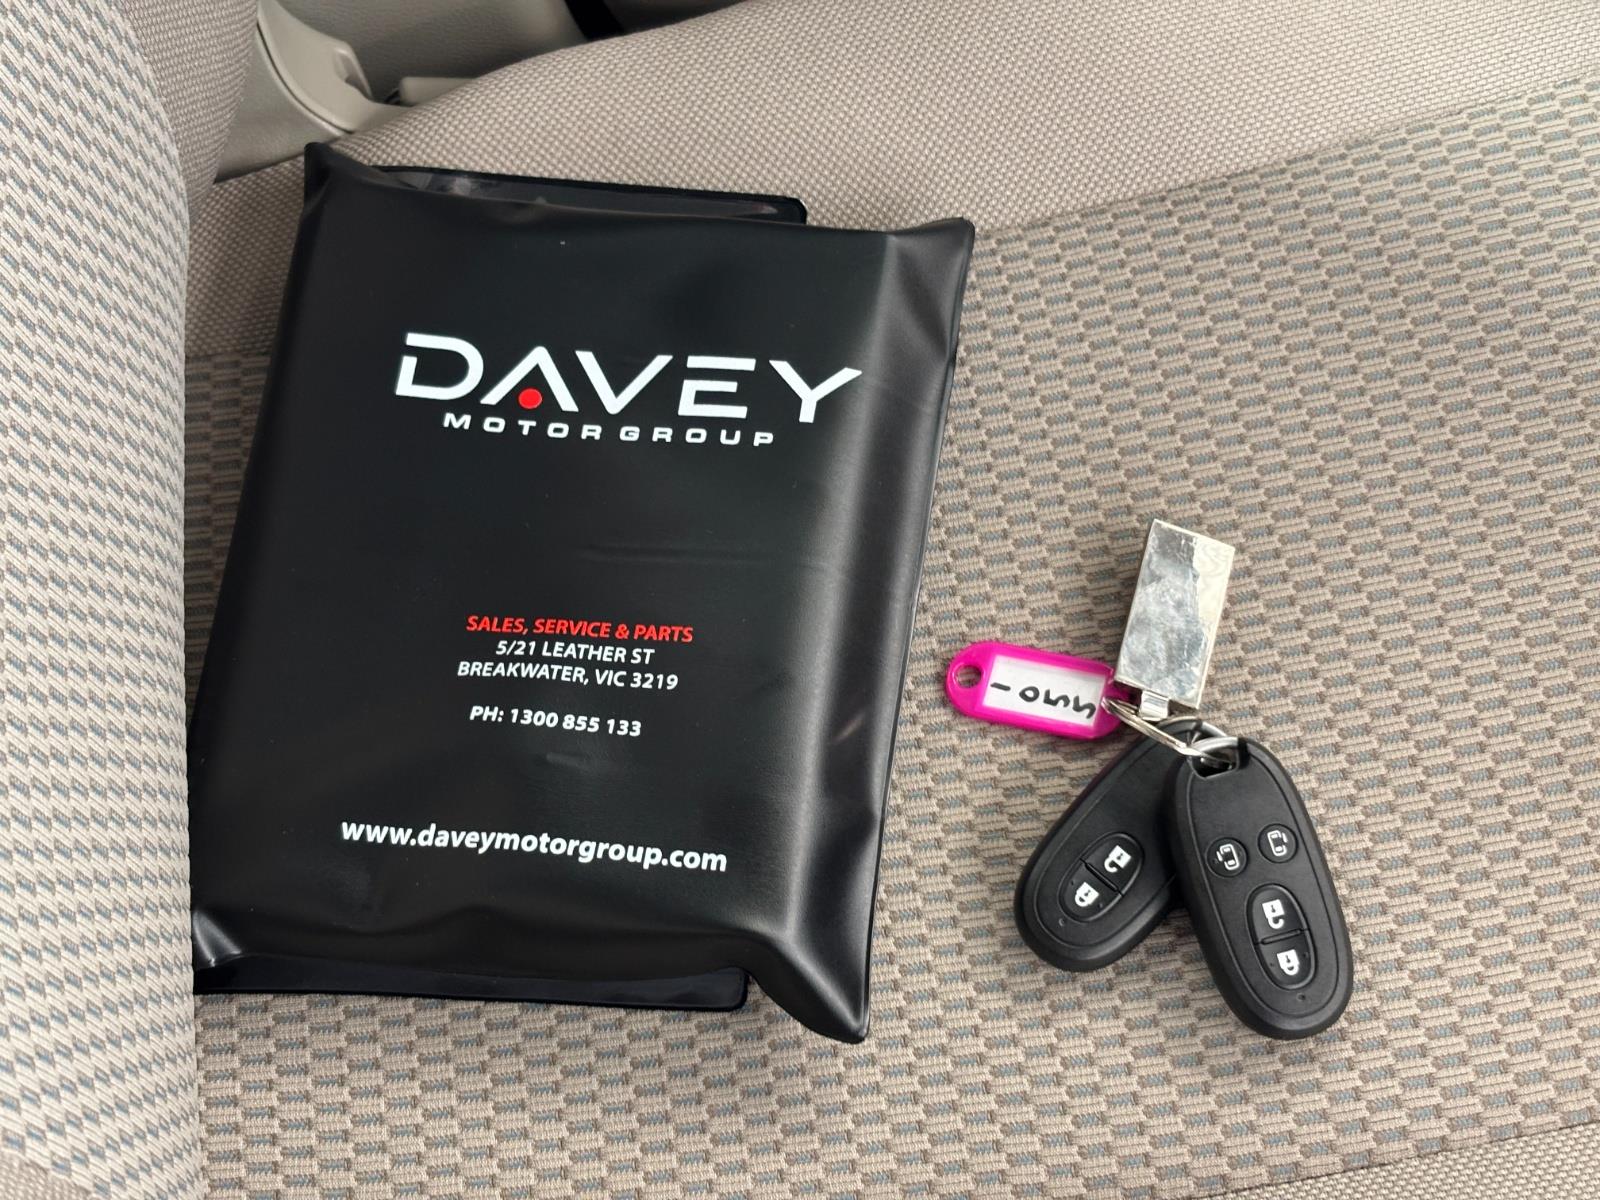 DAVEY
MOTOR GROUP
SALES, SERVICE & PARTS
5/21 LEATHER ST
BREAKWATER, VIC 3219
PH: 1300 855 133
www.daveymotorgroup.com
1055